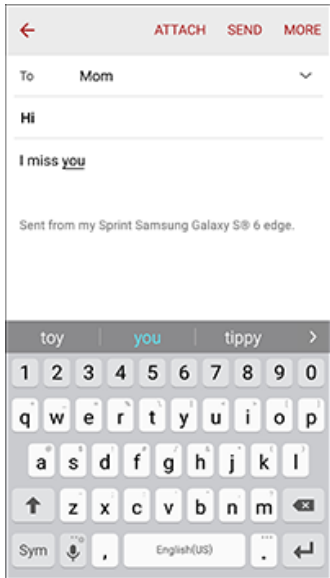 ATTACH SEND MORE
To Mom
Hi
I miss you
Sent from my Sprint Samsung Galaxy S® 6 edge.
toy you tippy
1 2 3 4 5 6 7 8 9 0
q w e r t y u i o p
a s d f g h j k l
z x c v b n m
Sym , English(US) .